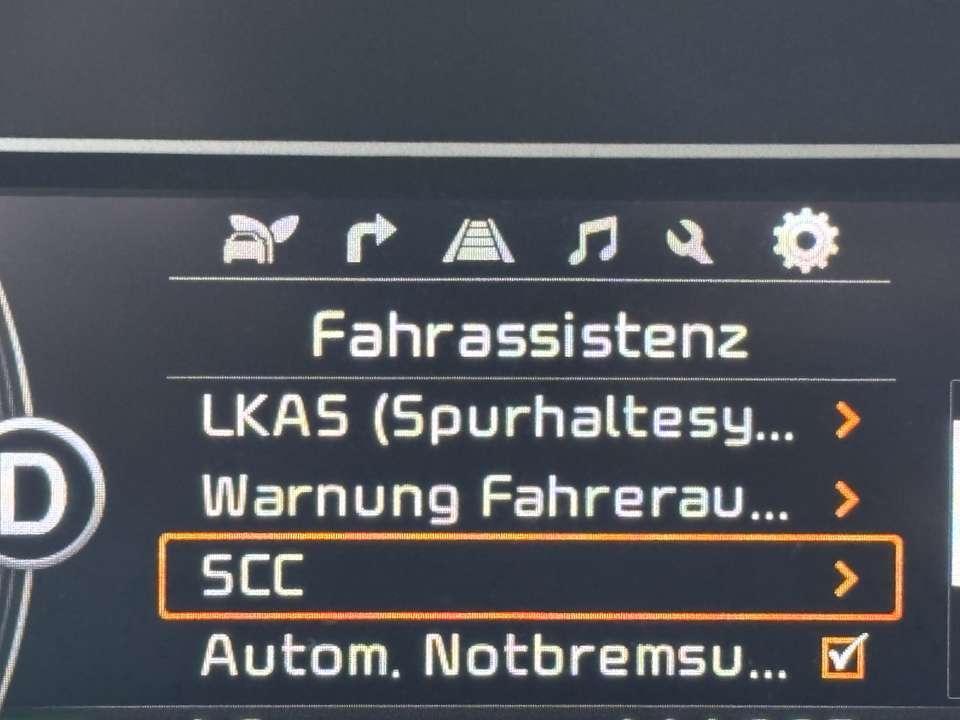 Fahrassistenz
LKAS (Spurhaltesy...
Warnung Fahrerau...
D
SCC
Autom. Notbremsu...